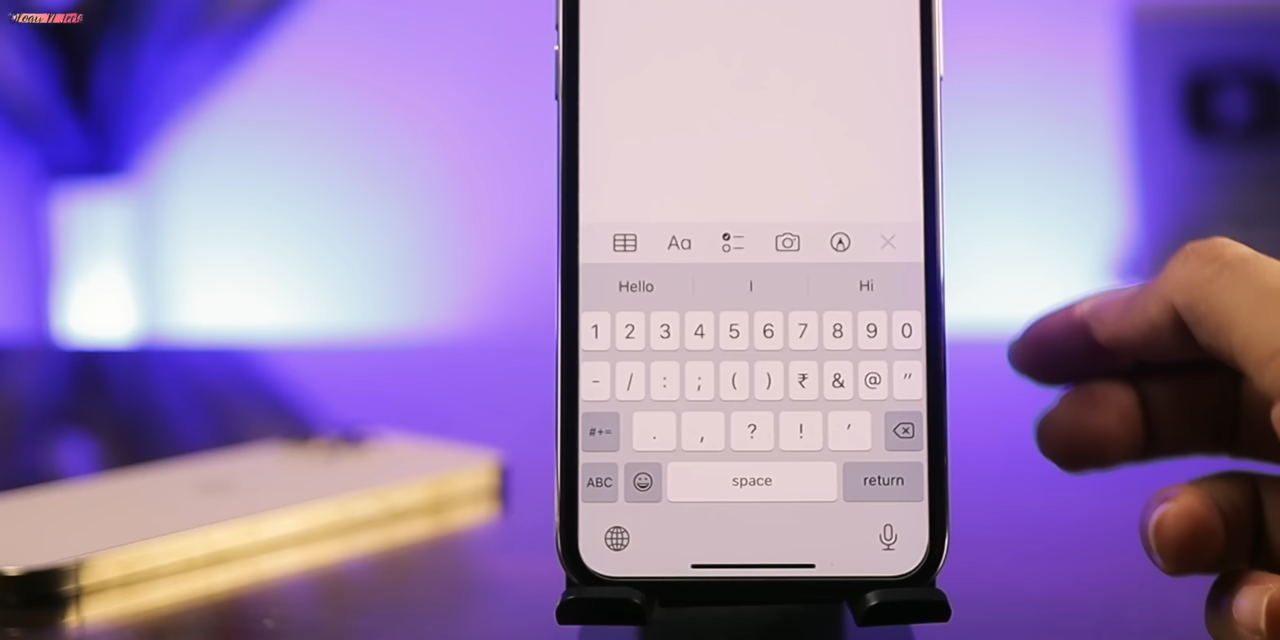 Aa
Hello I Hi
1 2 3 4 5 6 7 8 9 0
- / : ; ( ) ₹ & @ "
#+= . , ? ! '
ABC space return